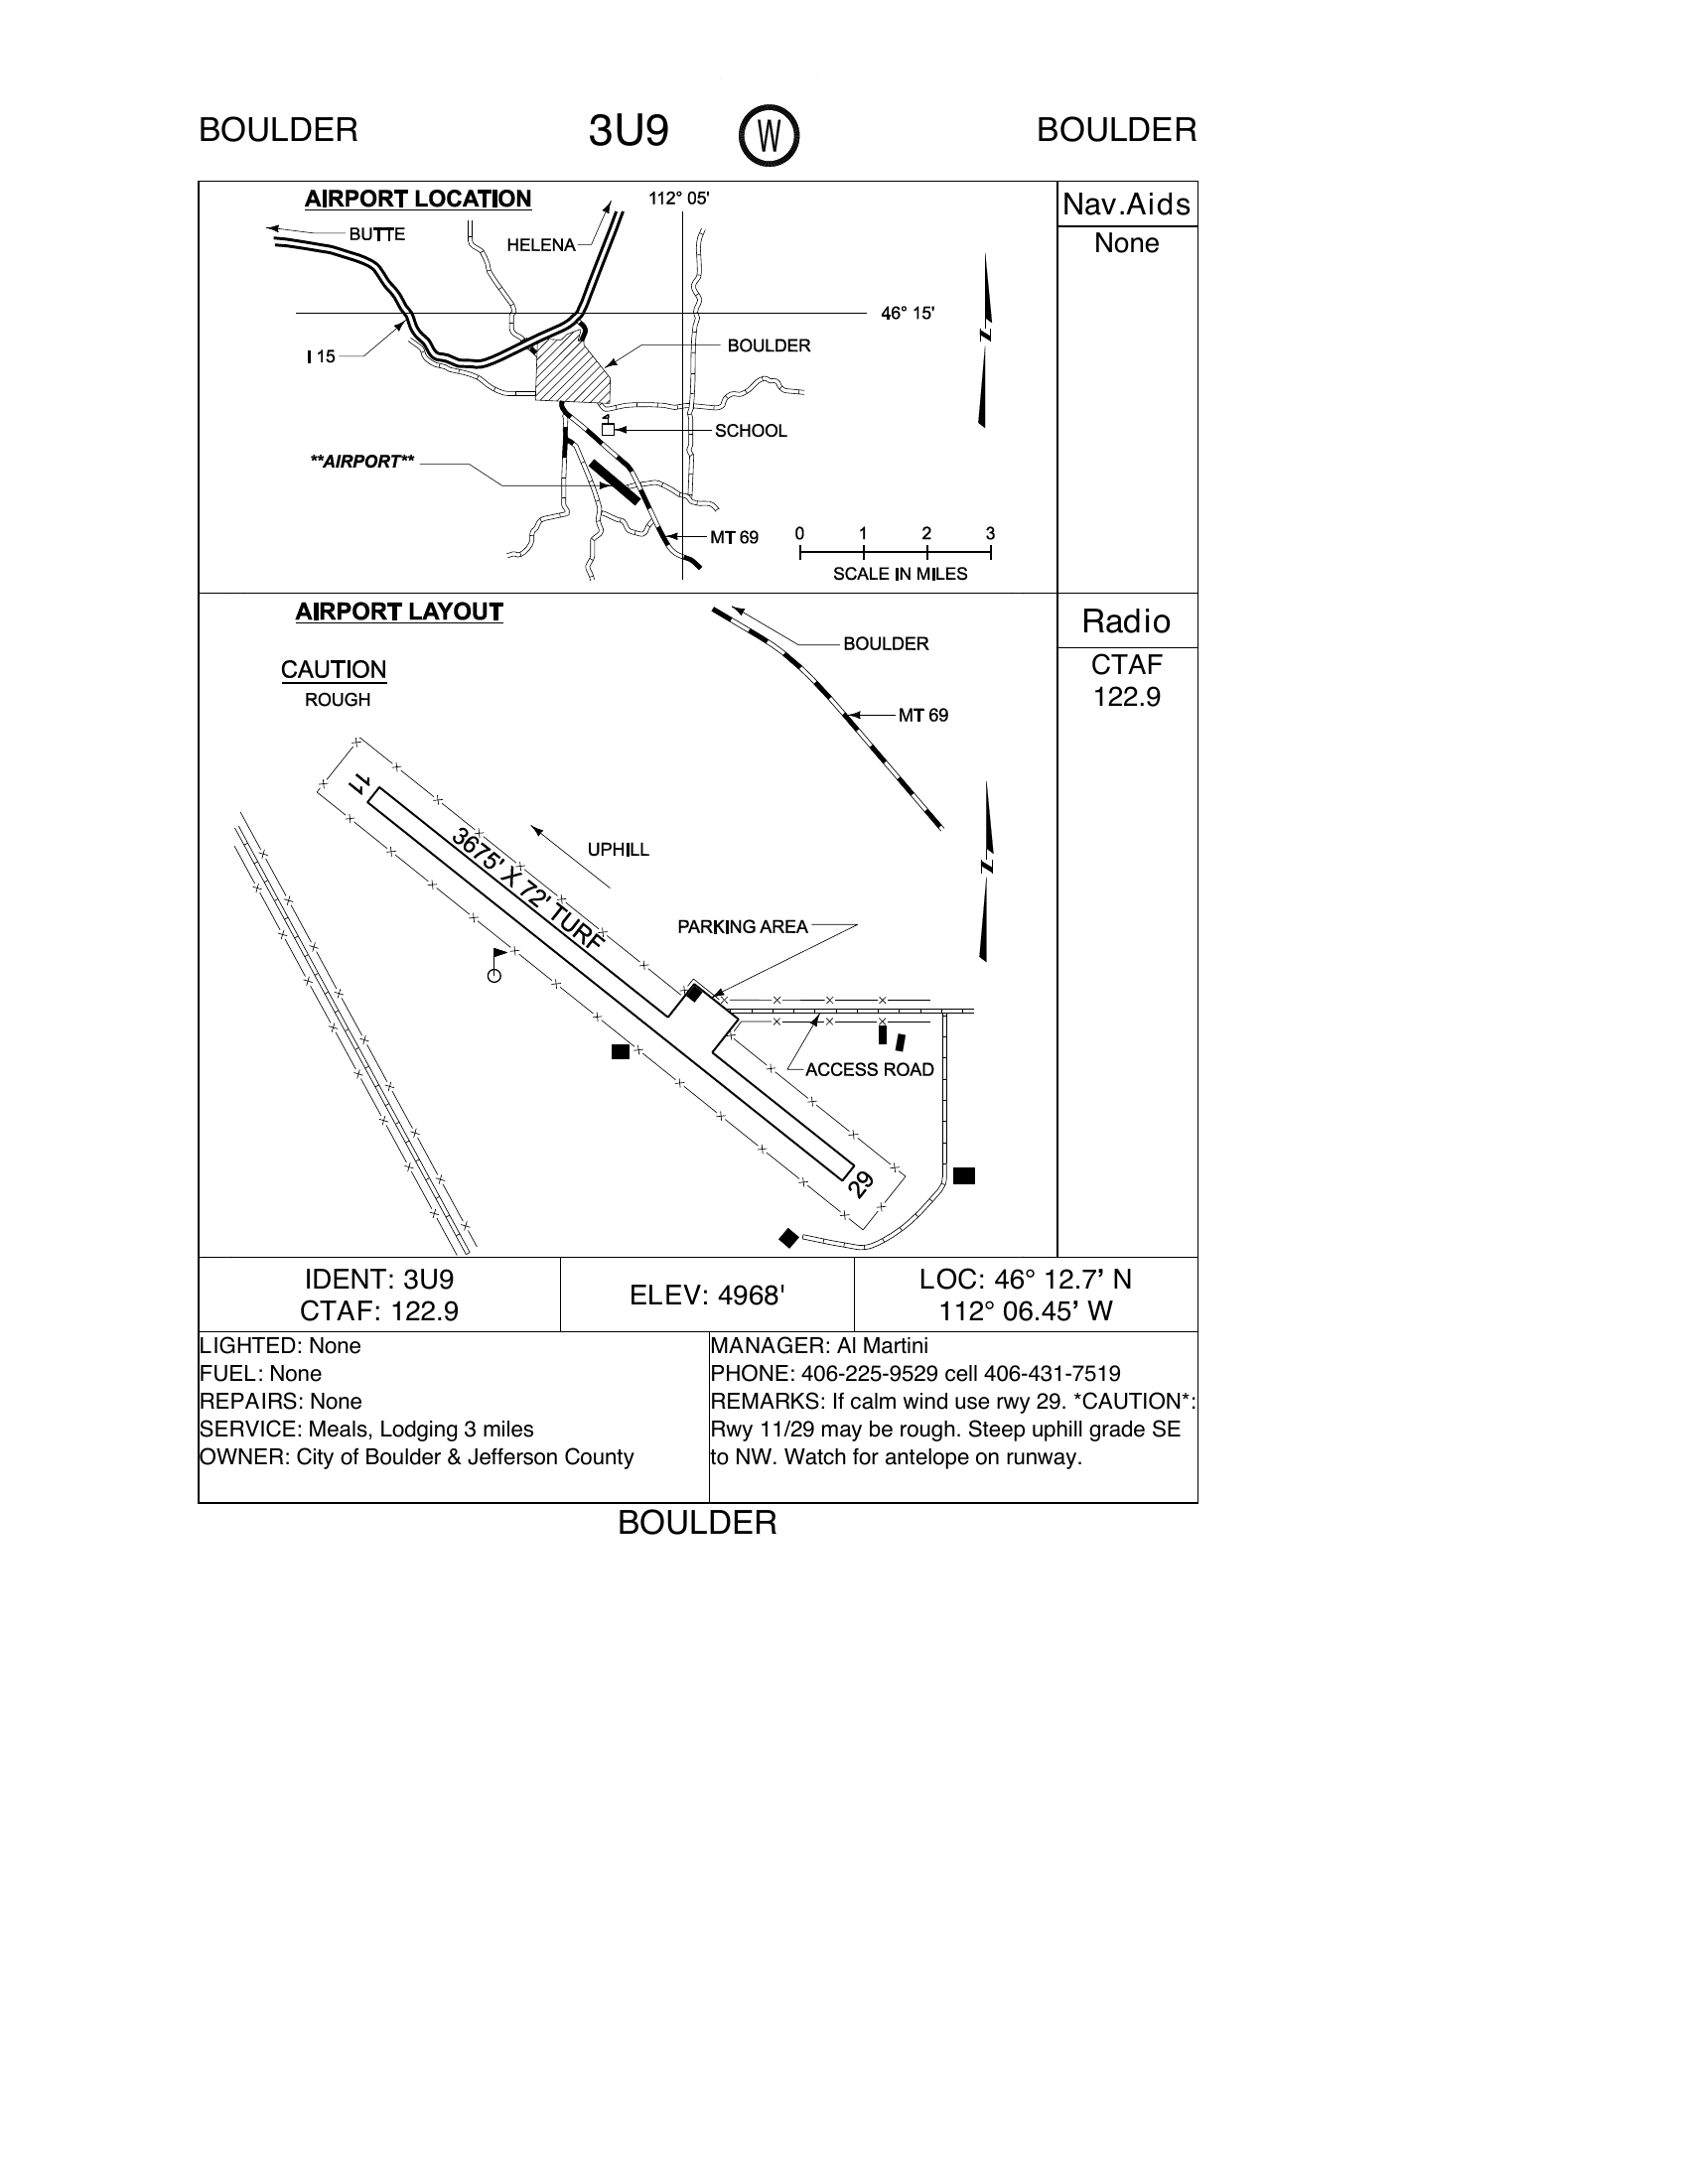 BOULDER 3U9 W BOULDER
AIRPORT LOCATION
112° 05'
Nav.Aids
None
BUTTE
HELENA
46° 15'
I 15
BOULDER
SCHOOL
**AIRPORT**
MT 69
0 1 2 3
SCALE IN MILES
N
AIRPORT LAYOUT
Radio
CTAF
122.9
BOULDER
CAUTION
ROUGH
MT 69
11
3675' X 72' TURF
UPHILL
N
PARKING AREA
ACCESS ROAD
29
IDENT: 3U9
CTAF: 122.9
ELEV: 4968'
LOC: 46° 12.7’ N
112° 06.45’ W
LIGHTED: None
FUEL: None
REPAIRS: None
SERVICE: Meals, Lodging 3 miles
OWNER: City of Boulder & Jefferson County
MANAGER: Al Martini
PHONE: 406-225-9529 cell 406-431-7519
REMARKS: If calm wind use rwy 29. *CAUTION*:
Rwy 11/29 may be rough. Steep uphill grade SE
to NW. Watch for antelope on runway.
BOULDER